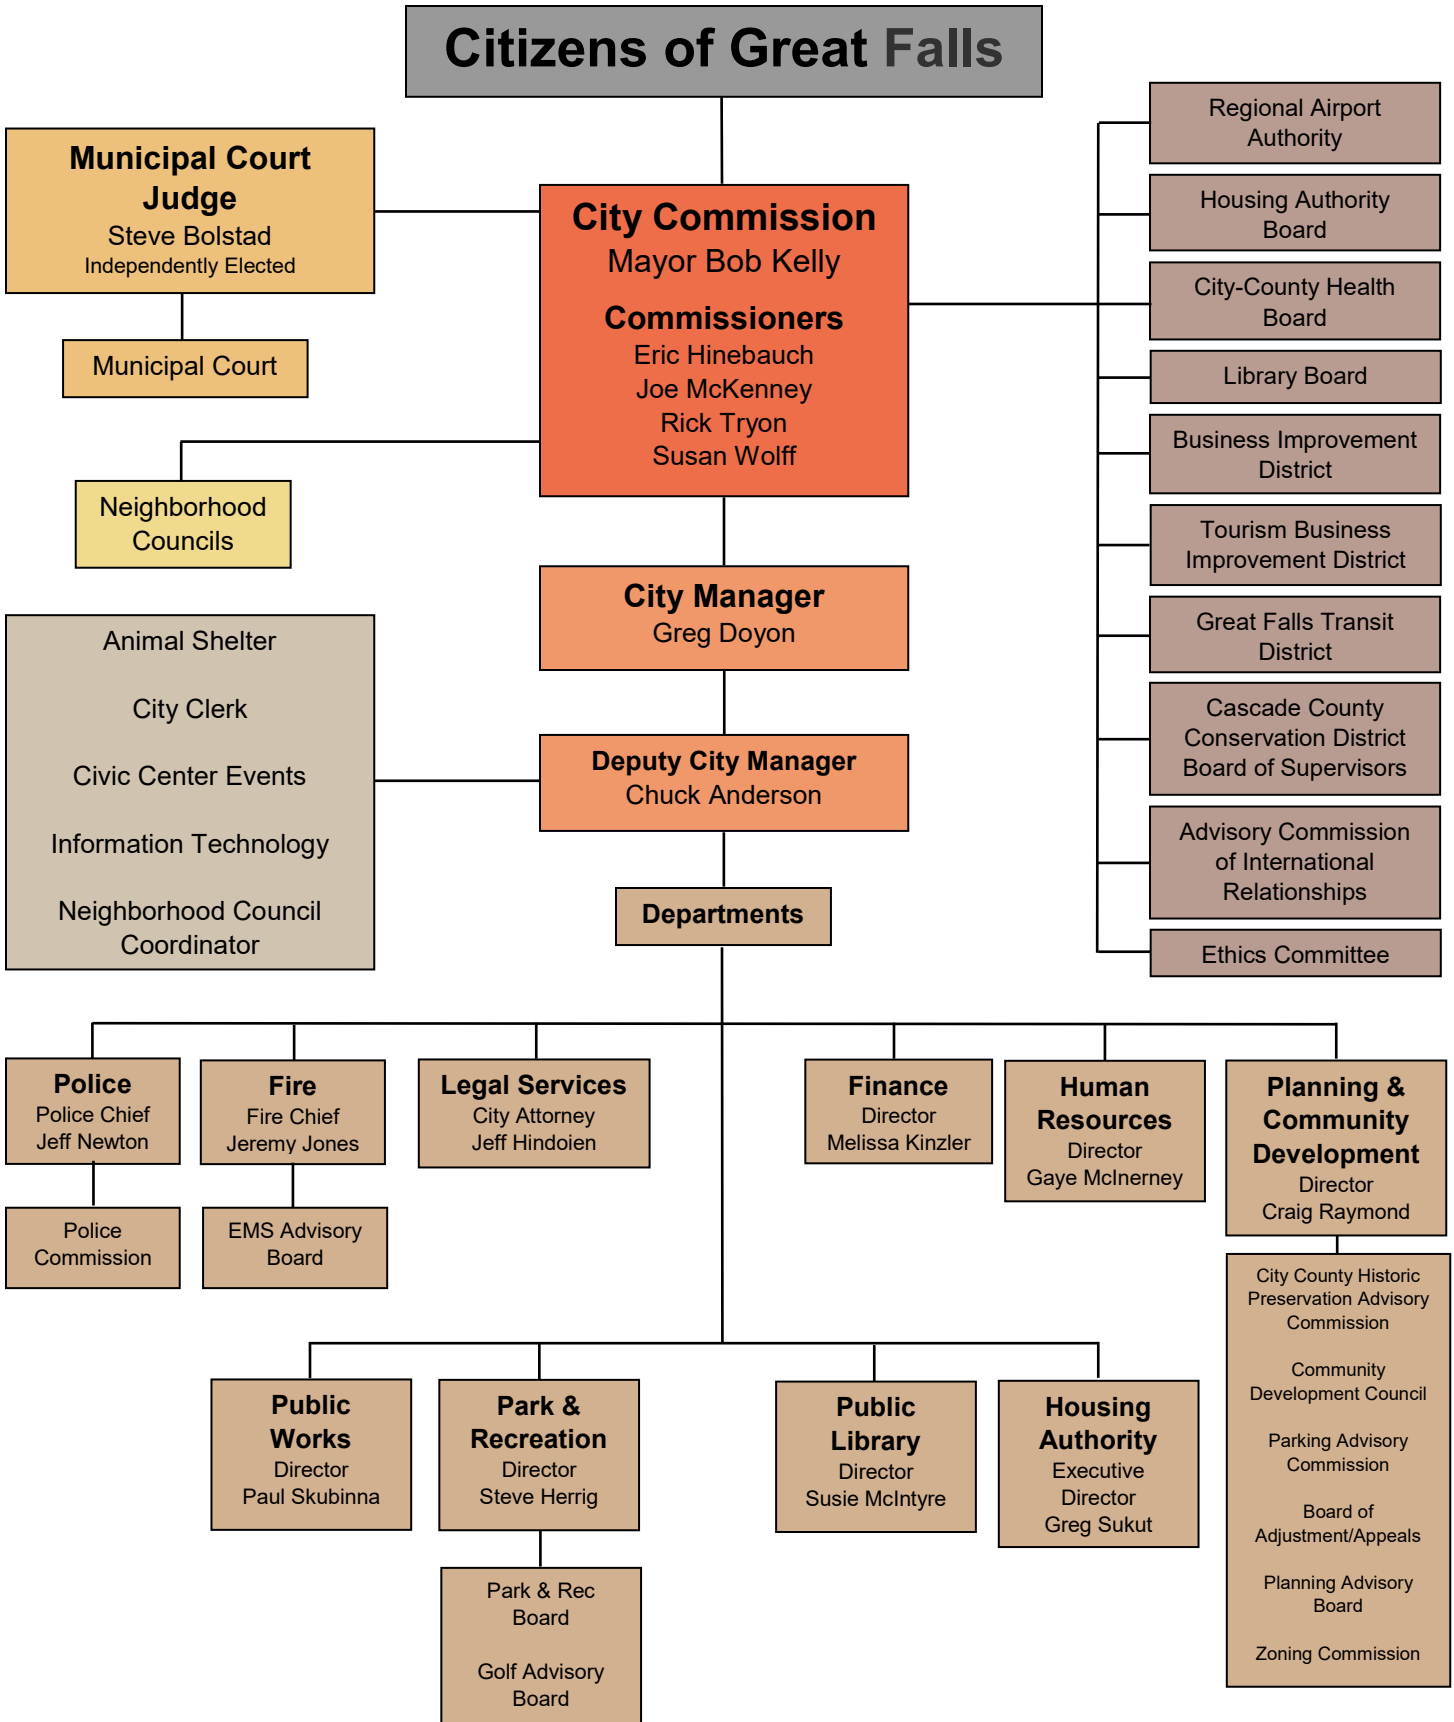 Citizens of Great Falls
Municipal Court
Judge
Steve Bolstad
Independently Elected
Municipal Court
Neighborhood
Councils
City Commission
Mayor Bob Kelly
Commissioners
Eric Hinebauch
Joe McKenney
Rick Tryon
Susan Wolff
Regional Airport
Authority
Housing Authority
Board
City-County Health
Board
Library Board
Business Improvement
District
Tourism Business
Improvement District
Great Falls Transit
District
Cascade County
Conservation District
Board of Supervisors
Advisory Commission
of International
Relationships
Ethics Committee
City Manager
Greg Doyon
Animal Shelter
City Clerk
Civic Center Events
Information Technology
Neighborhood Council
Coordinator
Deputy City Manager
Chuck Anderson
Departments
Police
Police Chief
Jeff Newton
Police
Commission
Fire
Fire Chief
Jeremy Jones
EMS Advisory
Board
Legal Services
City Attorney
Jeff Hindoien
Finance
Director
Melissa Kinzler
Human
Resources
Director
Gaye McInerney
Planning &
Community
Development
Director
Craig Raymond
City County Historic
Preservation Advisory
Commission
Community
Development Council
Parking Advisory
Commission
Board of
Adjustment/Appeals
Planning Advisory
Board
Zoning Commission
Public
Works
Director
Paul Skubinna
Park &
Recreation
Director
Steve Herrig
Park & Rec
Board
Golf Advisory
Board
Public
Library
Director
Susie McIntyre
Housing
Authority
Executive
Director
Greg Sukut